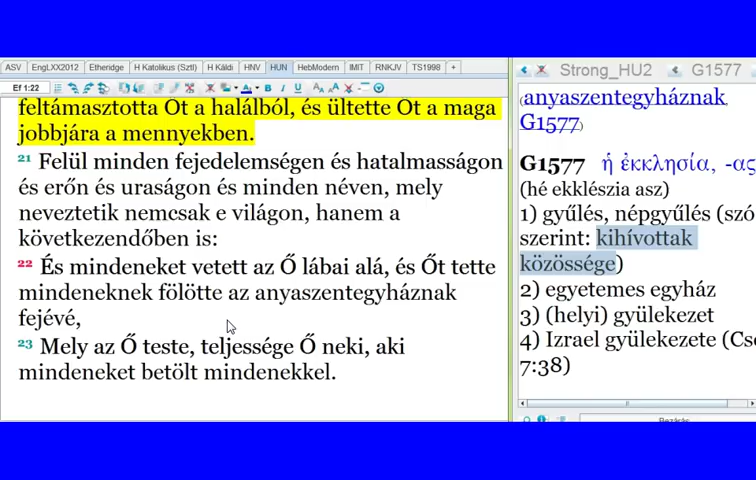 ASV EngLXX2012 Etheridge H Katolikus (SztI) H Káldi HNV HUN HebModern IMIT RNKJV TS1998 +
Ef 1:22
feltámasztotta Őt a halálból, és ültette Őt a maga
jobbjára a mennyekben.
21 Felül minden fejedelemségen és hatalmasságon
és erőn és uraságon és minden néven, mely
neveztetik nemcsak e világon, hanem a
következendőben is:
22 És mindeneket vetett az Ő lábai alá, és Őt tette
mindeneknek fölötte az anyaszentegyháznak
fejévé,
23 Mely az Ő teste, teljessége Ő neki, aki
mindeneket betölt mindenekkel.
Strong_HU2 G1577
(anyaszentegyháznak
G1577)
G1577 ἡ ἐκκλησία, -ας
(hé ekklészia asz)
1) gyűlés, népgyűlés (szó
szerint: kihívottak
közössége)
2) egyetemes egyház
3) (helyi) gyülekezet
4) Izrael gyülekezete (Cse
7:38)
Bezárás